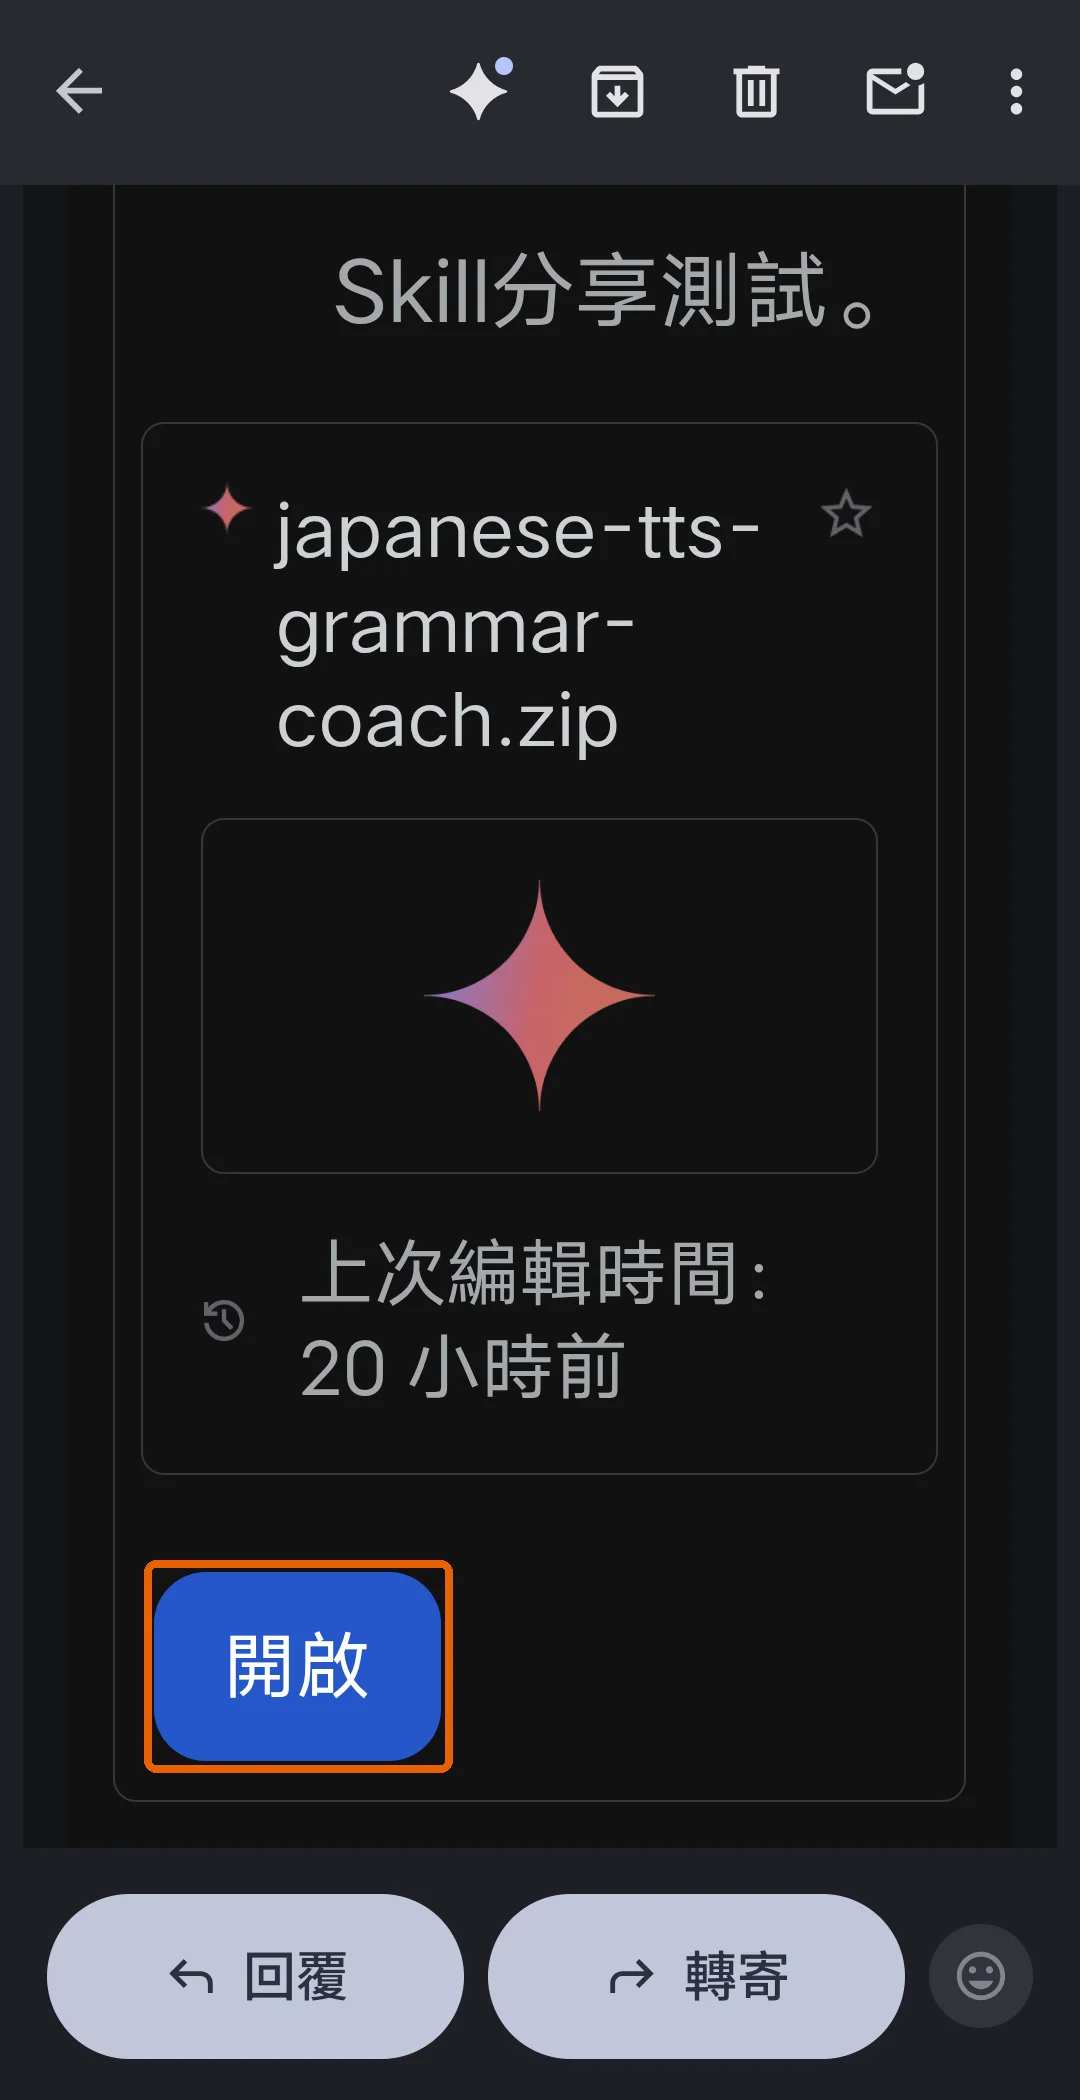 Skill分享測試。
japanese-tts-
grammar-
coach.zip
上次編輯時間：
20 小時前
開啟
回覆
轉寄